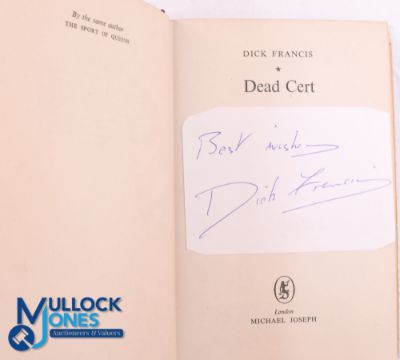 By the same author
THE SPORT OF QUEENS
DICK FRANCIS
Dead Cert
Best wishes
Dick Francis
London
MICHAEL JOSEPH
MULLOCK
JONES
Auctioneers & Valuers